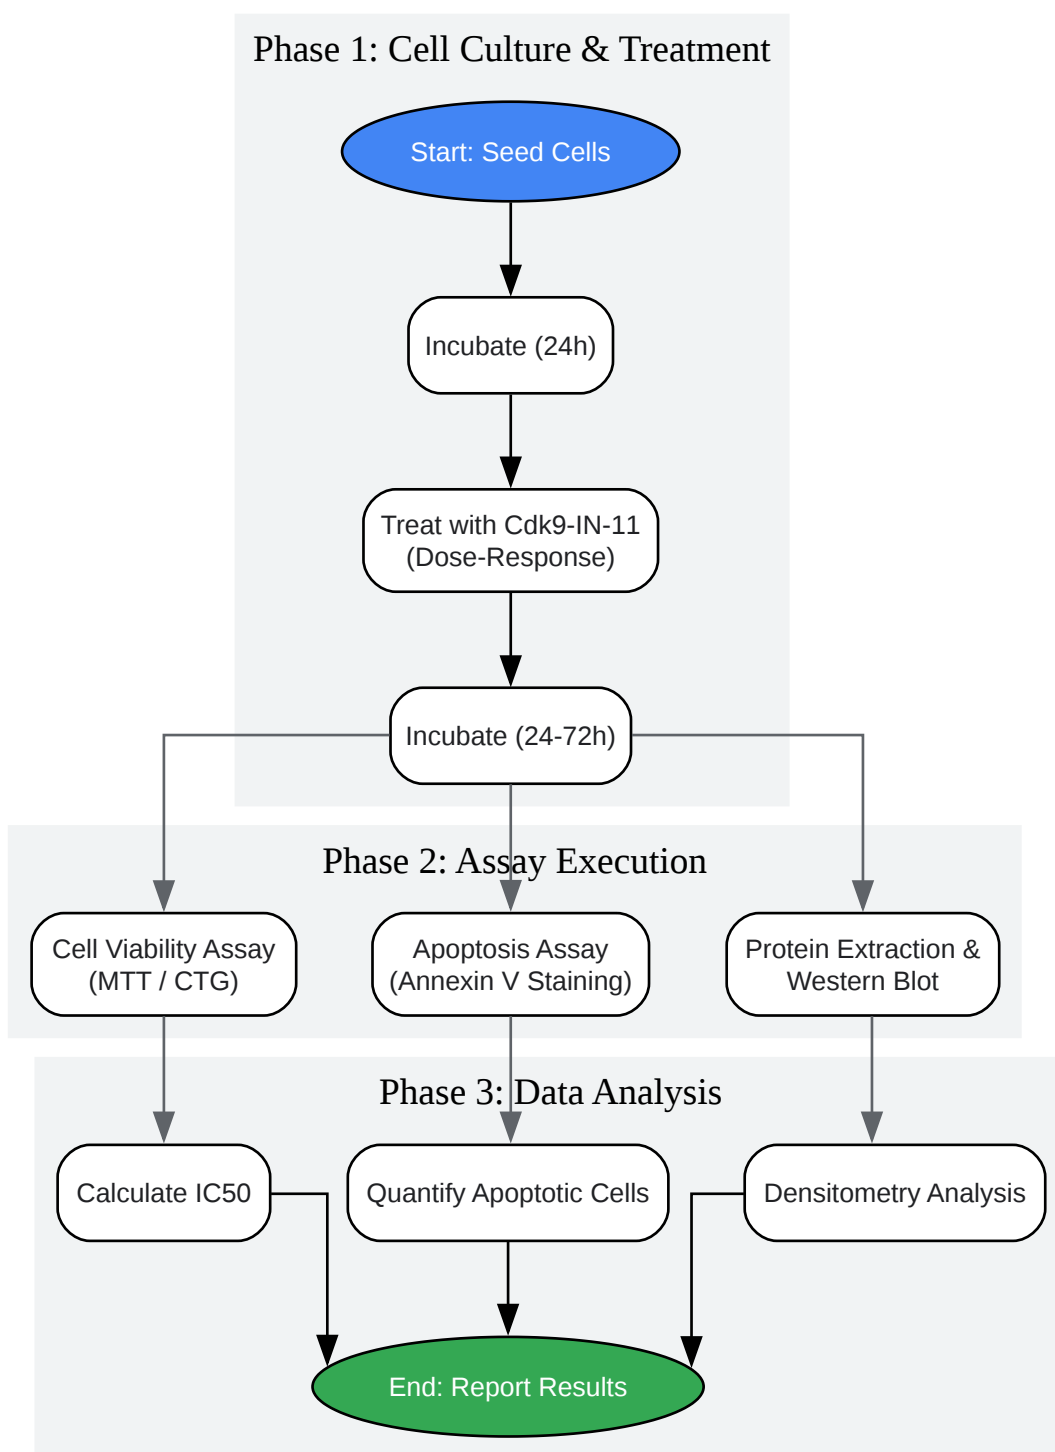 Phase 1: Cell Culture & Treatment
Start: Seed Cells
Incubate (24h)
Treat with Cdk9-IN-11
(Dose-Response)
Incubate (24-72h)
Phase 2: Assay Execution
Cell Viability Assay
(MTT / CTG)
Apoptosis Assay
(Annexin V Staining)
Protein Extraction &
Western Blot
Phase 3: Data Analysis
Calculate IC50
Quantify Apoptotic Cells
Densitometry Analysis
End: Report Results